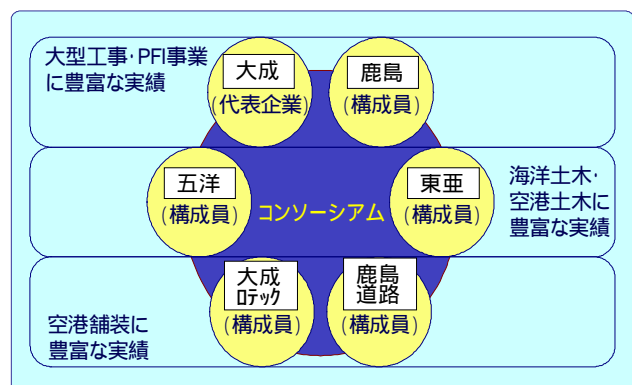 大型工事･PFI事業
に豊富な実績
大成
(代表企業)
鹿島
(構成員)
五洋
(構成員)
コンソーシアム
東亜
(構成員)
海洋土木･
空港土木に
豊富な実績
大成
ﾛﾃｯｸ
(構成員)
鹿島
道路
(構成員)
空港舗装に
豊富な実績